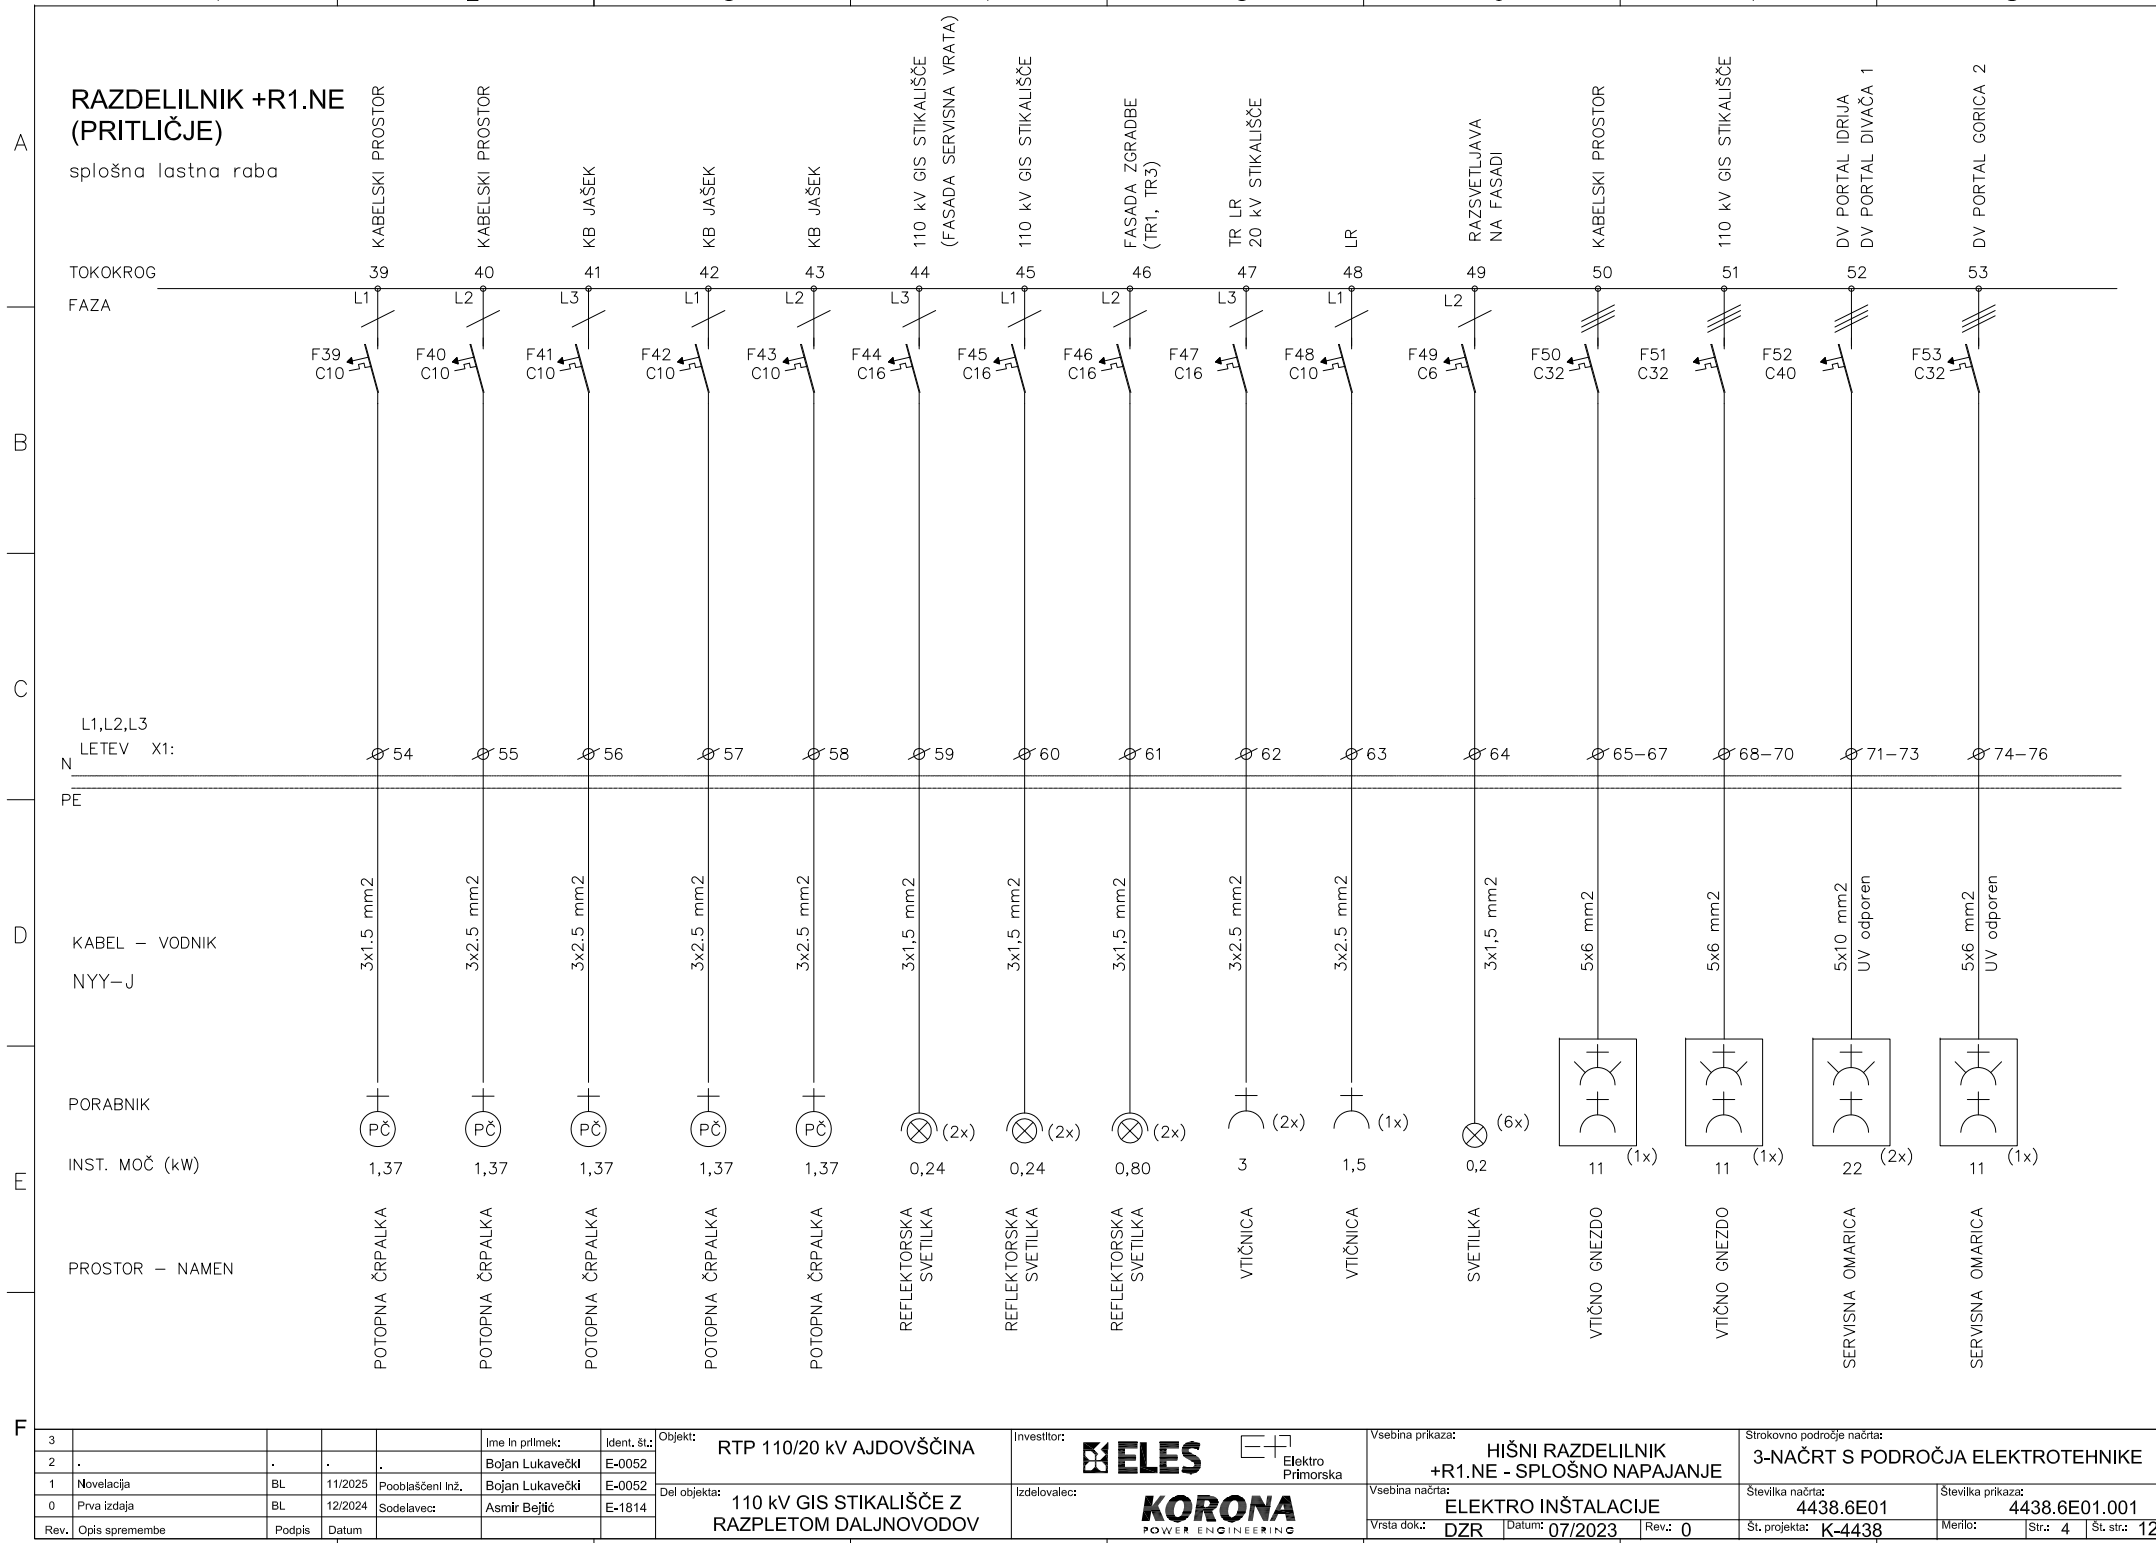 RAZDELILNIK +R1.NE
(PRITLIČJE)
splošna lastna raba
KABELSKI PROSTOR
KABELSKI PROSTOR
KB JAŠEK
KB JAŠEK
KB JAŠEK
110 kV GIS STIKALIŠČE
(FASADA SERVISNA VRATA)
110 kV GIS STIKALIŠČE
FASADA ZGRADBE
(TR1, TR3)
TR LR
20 kV STIKALIŠČE
LR
RAZSVETLJAVA
NA FASADI
KABELSKI PROSTOR
110 kV GIS STIKALIŠČE
DV PORTAL IDRIJA
DV PORTAL DIVAČA 1
DV PORTAL GORICA 2
TOKOKROG 39 40 41 42 43 44 45 46 47 48 49 50 51 52 53
FAZA L1 L2 L3 L1 L2 L3 L1 L2 L3 L1 L2
F39 F40 F41 F42 F43 F44 F45 F46 F47 F48 F49 F50 F51 F52 F53
C10 C10 C10 C10 C10 C16 C16 C16 C16 C10 C6 C32 C32 C40 C32
L1,L2,L3
LETEV X1: 54 55 56 57 58 59 60 61 62 63 64 65-67 68-70 71-73 74-76
N
PE
KABEL - VODNIK
NYY-J
3x1.5 mm2
3x2.5 mm2
3x2.5 mm2
3x2.5 mm2
3x2.5 mm2
3x1,5 mm2
3x1,5 mm2
3x1,5 mm2
3x2.5 mm2
3x2.5 mm2
3x1,5 mm2
5x6 mm2
5x6 mm2
5x10 mm2
UV odporen
5x6 mm2
UV odporen
PORABNIK PČ PČ PČ PČ PČ (2x) (2x) (2x) (2x) (1x) (6x) (1x) (1x) (2x) (1x)
INST. MOČ (kW) 1,37 1,37 1,37 1,37 1,37 0,24 0,24 0,80 3 1,5 0,2 11 11 22 11
PROSTOR - NAMEN
POTOPNA ČRPALKA
POTOPNA ČRPALKA
POTOPNA ČRPALKA
POTOPNA ČRPALKA
POTOPNA ČRPALKA
REFLEKTORSKA
SVETILKA
REFLEKTORSKA
SVETILKA
REFLEKTORSKA
SVETILKA
VTIČNICA
VTIČNICA
SVETILKA
VTIČNO GNEZDO
VTIČNO GNEZDO
SERVISNA OMARICA
SERVISNA OMARICA
A
B
C
D
E
F
3 Ime in priimek: Ident. št.:
2 . . . . Bojan Lukavečki E-0052
1 Novelacija BL 11/2025 Pooblaščeni inž. Bojan Lukavečki E-0052
0 Prva izdaja BL 12/2024 Sodelavec: Asmir Bejtić E-1814
Rev. Opis spremembe Podpis Datum
Objekt: RTP 110/20 kV AJDOVŠČINA
Del objekta: 110 kV GIS STIKALIŠČE Z
RAZPLETOM DALJNOVODOV
Investitor: ELES
E+ Elektro
Primorska
Izdelovalec: KORONA
POWER ENGINEERING
Vsebina prikaza: HIŠNI RAZDELILNIK
+R1.NE - SPLOŠNO NAPAJANJE
Vsebina načrta: ELEKTRO INŠTALACIJE
Vrsta dok.: DZR Datum: 07/2023 Rev.: 0
Strokovno področje načrta:
3-NAČRT S PODROČJA ELEKTROTEHNIKE
Številka načrta: 4438.6E01
Številka prikaza: 4438.6E01.001
Št. projekta: K-4438 Merilo: Str.: 4 Št. str.: 12